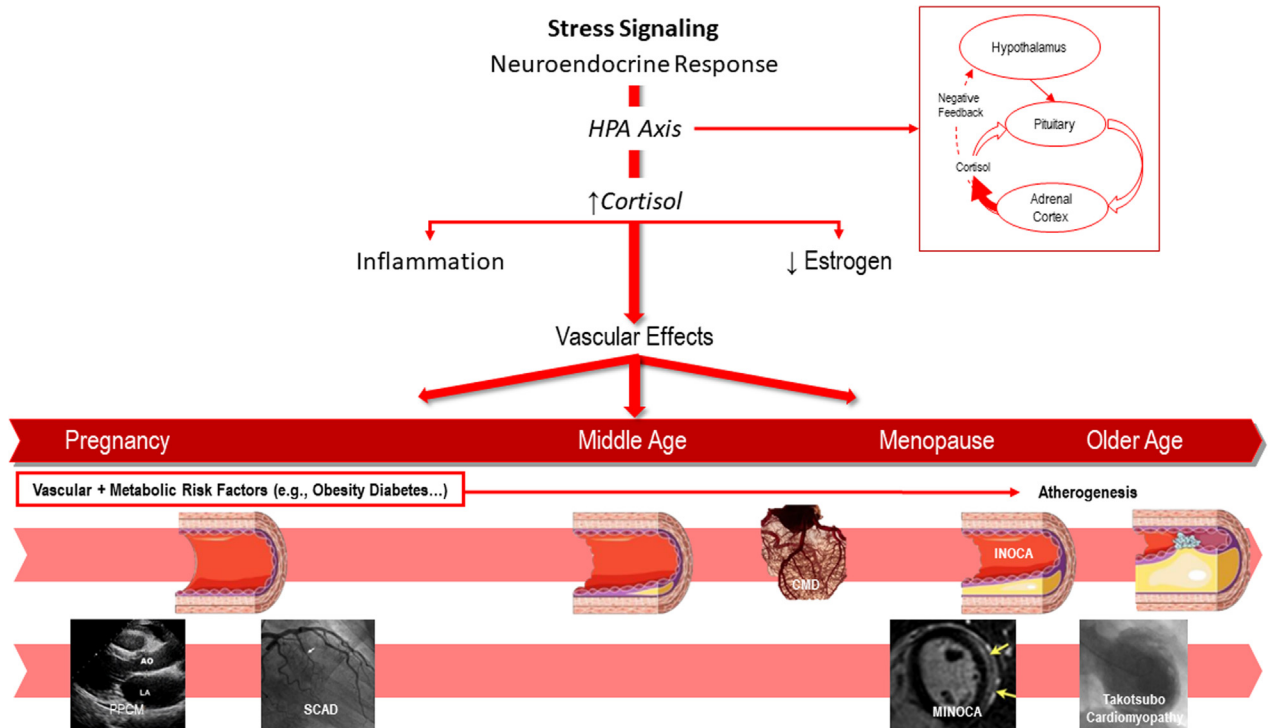 Stress Signaling
Neuroendocrine Response
HPA Axis
↑Cortisol
Inflammation
↓ Estrogen
Hypothalamus
Negative
Feedback
Pituitary
Cortisol
Adrenal
Cortex
Vascular Effects
Pregnancy
Middle Age
Menopause
Older Age
Vascular + Metabolic Risk Factors (e.g., Obesity Diabetes…)
Atherogenesis
CMD
INOCA
AO
LA
PPCM
SCAD
MINOCA
Takotsubo
Cardiomyopathy